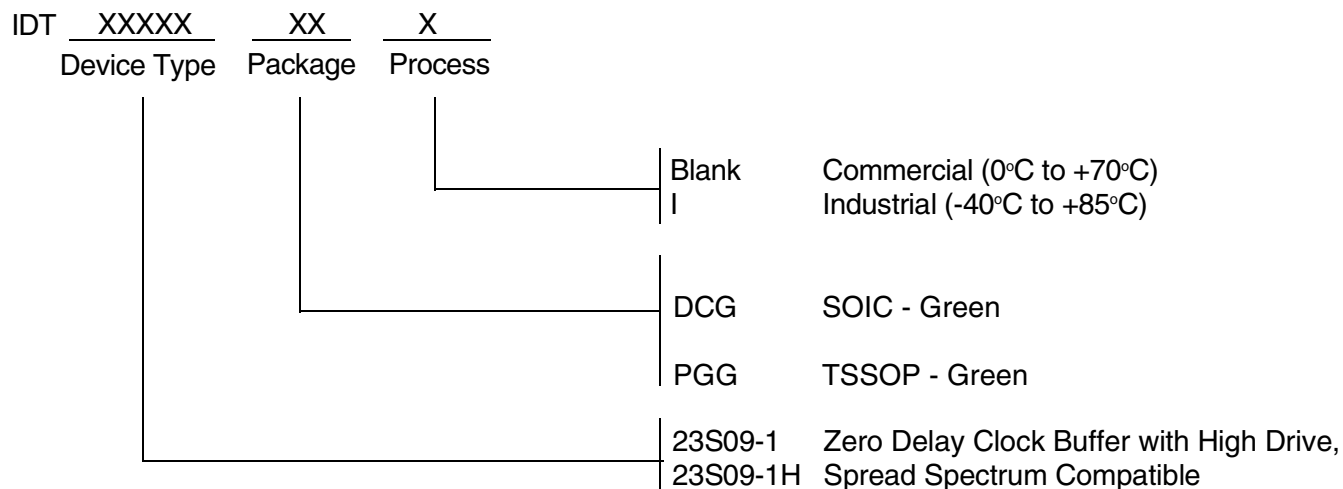 IDT XXXXX XX X
Device Type Package Process
Blank Commercial (0°C to +70°C)
I Industrial (-40°C to +85°C)
DCG SOIC - Green
PGG TSSOP - Green
23S09-1 Zero Delay Clock Buffer with High Drive,
23S09-1H Spread Spectrum Compatible